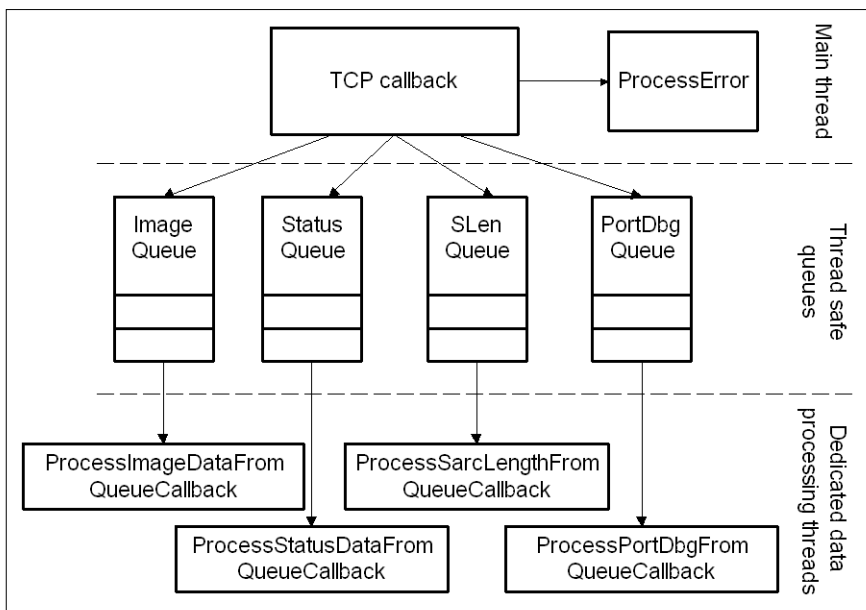 TCP callback
ProcessError
Main thread
Image
Queue
Status
Queue
SLen
Queue
PortDbg
Queue
Thread safe
queues
ProcessImageDataFrom
QueueCallback
ProcessSarcLengthFrom
QueueCallback
ProcessStatusDataFrom
QueueCallback
ProcessPortDbgFrom
QueueCallback
Dedicated data
processing threads